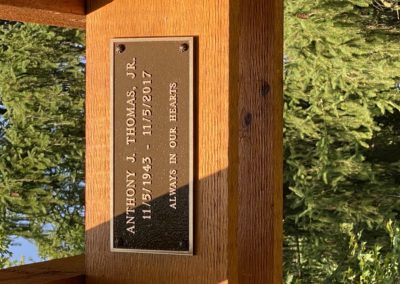 ANTHONY J. THOMAS, JR.
11/5/1943 - 11/5/2017
ALWAYS IN OUR HEARTS